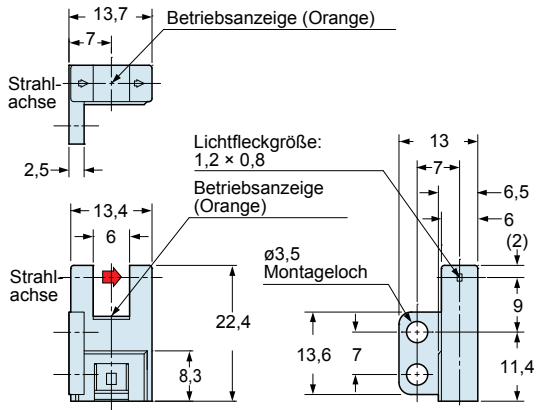 13,7
Betriebsanzeige (Orange)
7
Strahl-
achse
2,5
Lichtfleckgröße:
1,2 × 0,8
13
7
6,5
6
(2)
Betriebsanzeige
(Orange)
13,4
6
Strahl-
achse
ø3,5
Montageloch
22,4
8,3
13,6
7
9
11,4